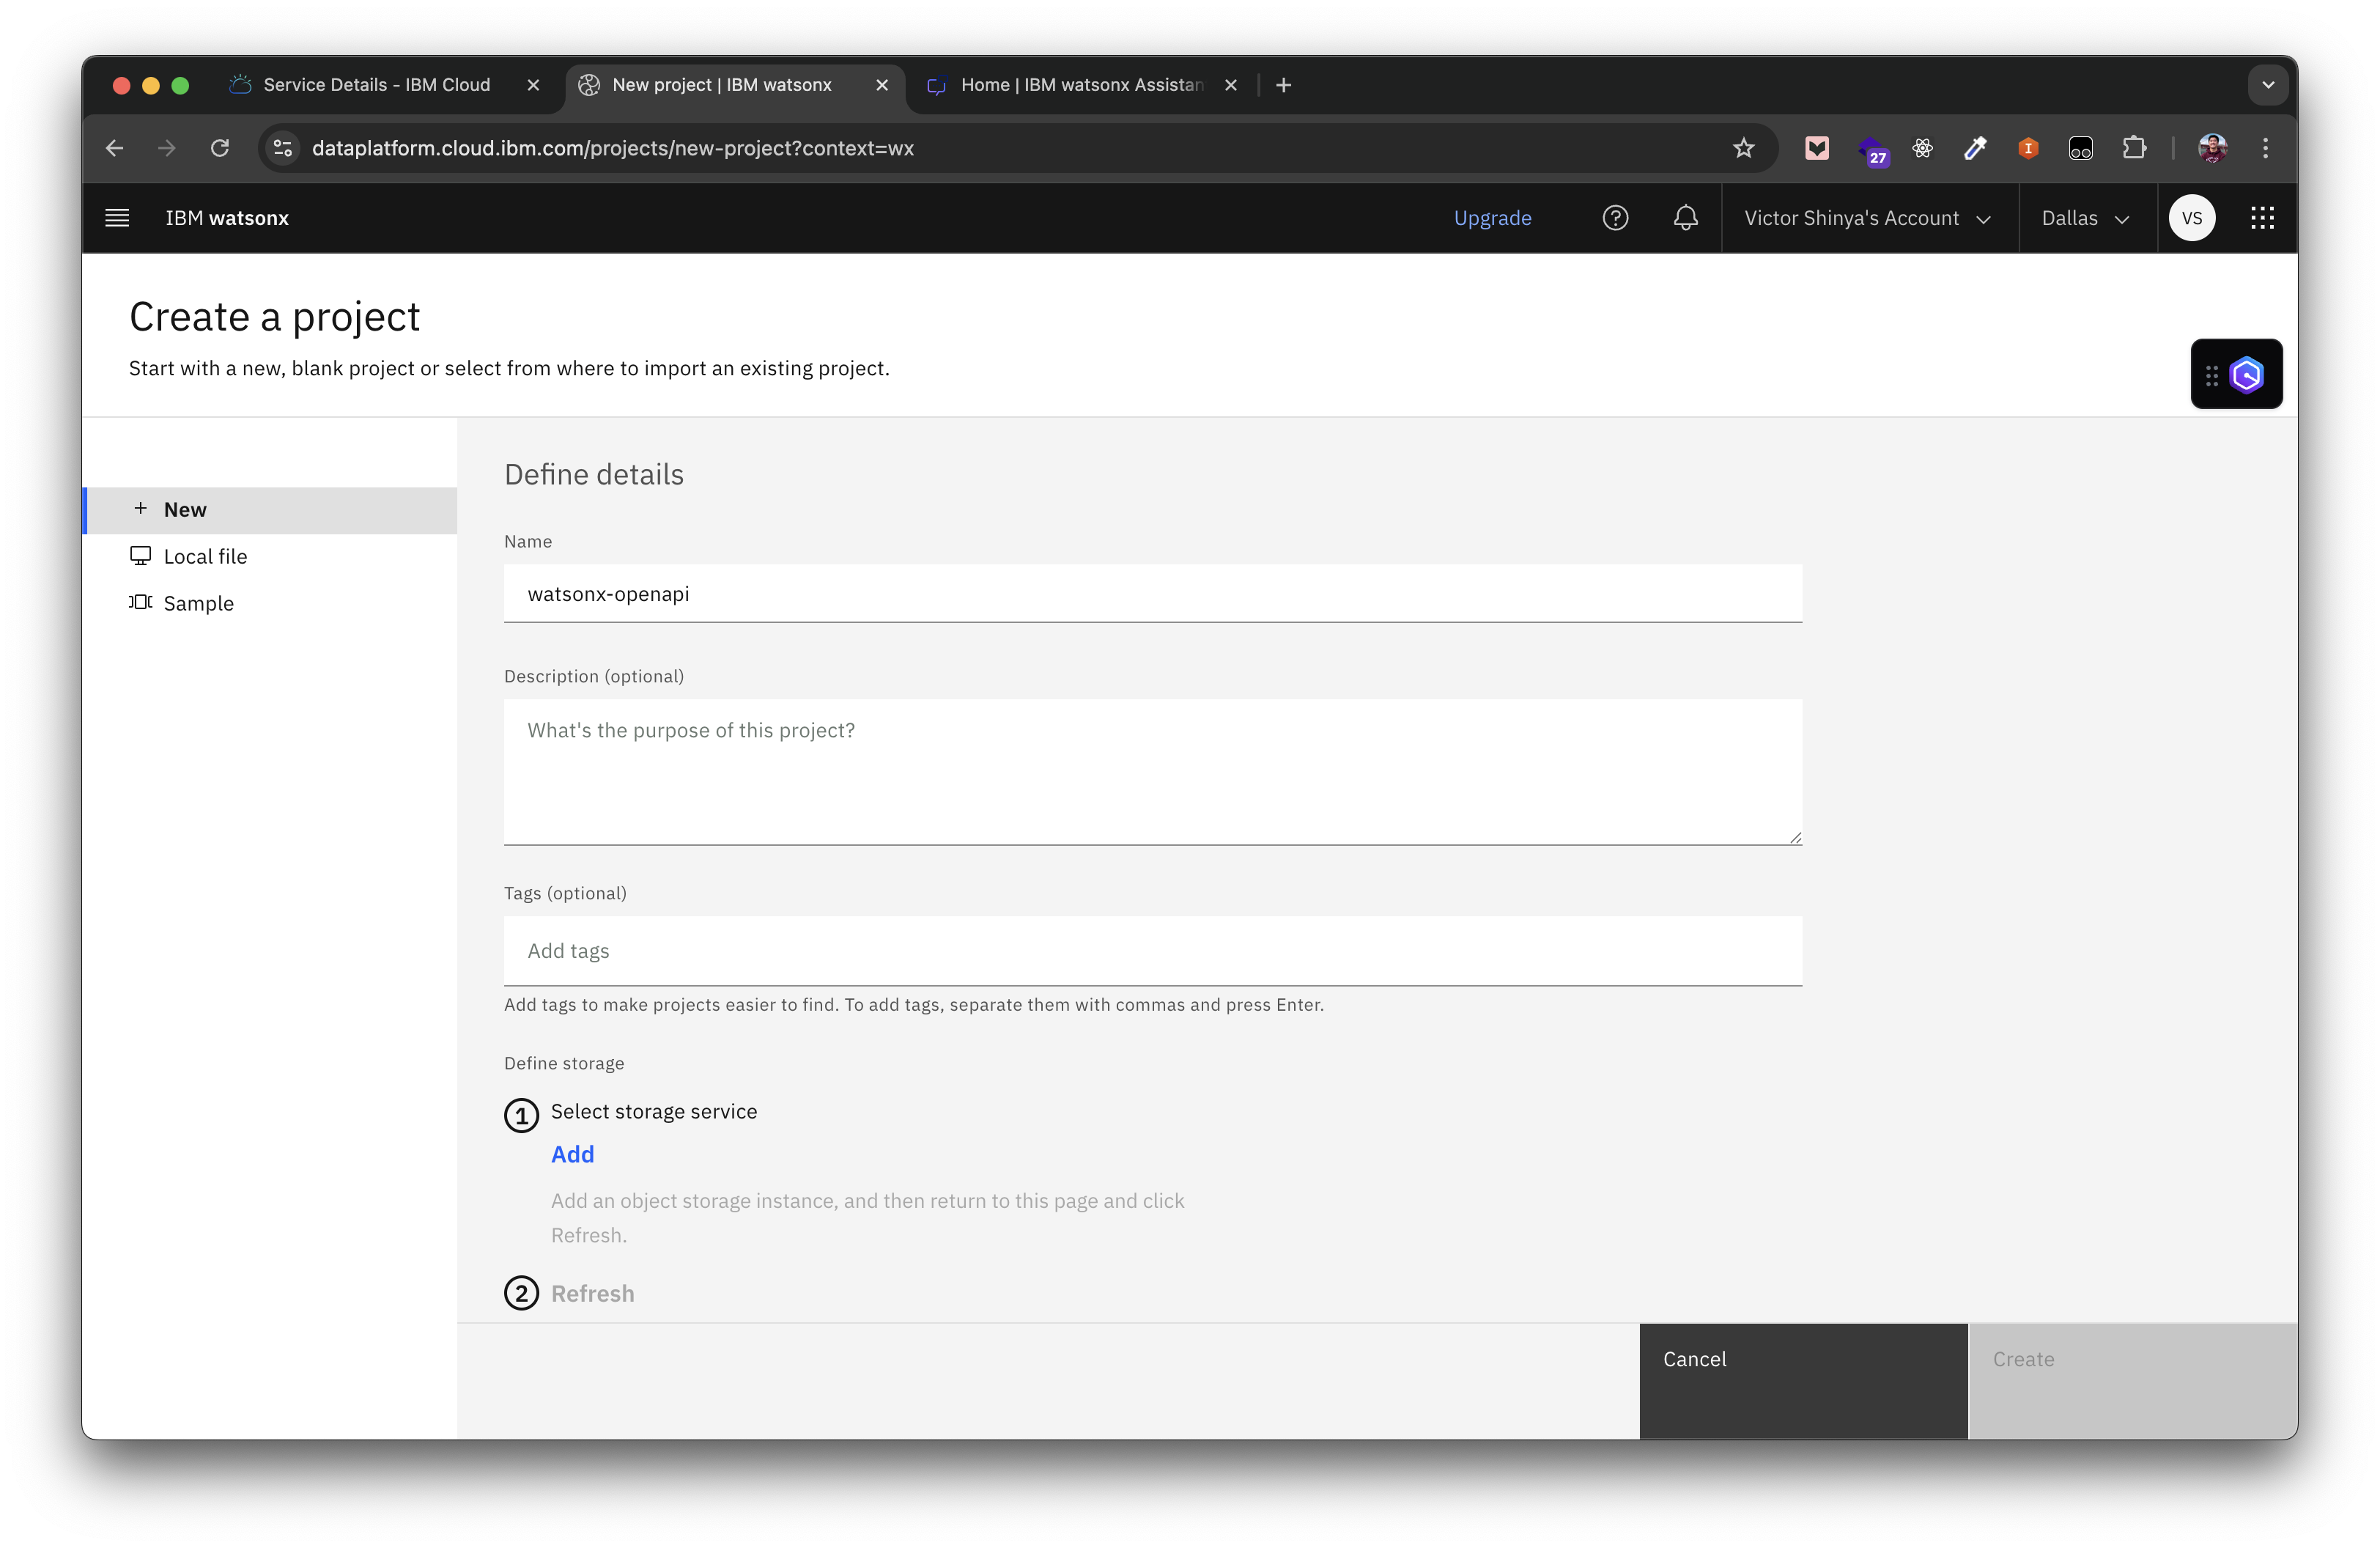 Service Details - IBM Cloud
New project | IBM watsonx
Home | IBM watsonx Assistan
dataplatform.cloud.ibm.com/projects/new-project?context=wx
27
I
IBM watsonx
Upgrade
Victor Shinya's Account
Dallas
VS
Create a project
Start with a new, blank project or select from where to import an existing project.
New
Local file
Sample
Define details
Name
watsonx-openapi
Description (optional)
What's the purpose of this project?
Tags (optional)
Add tags
Add tags to make projects easier to find. To add tags, separate them with commas and press Enter.
Define storage
1 Select storage service
Add
Add an object storage instance, and then return to this page and click
Refresh.
2 Refresh
Cancel
Create